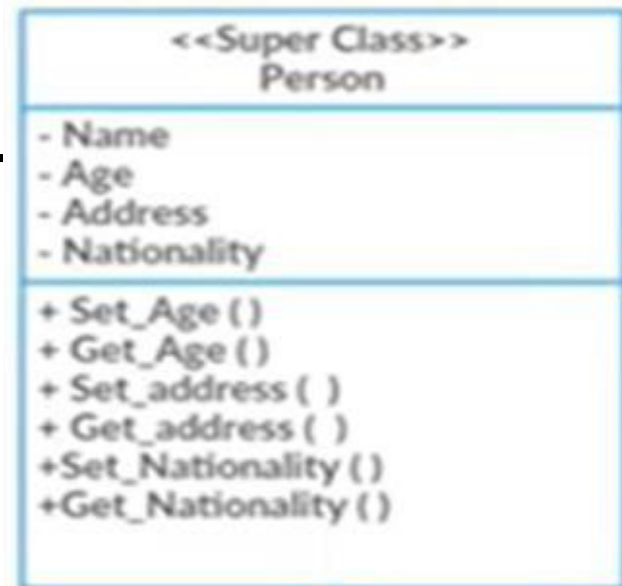 <<Super Class>>
Person
- Name
- Age
- Address
- Nationality
+ Set_Age ( )
+ Get_Age ( )
+ Set_address (  )
+ Get_address (  )
+Set_Nationality ( )
+Get_Nationality ( )